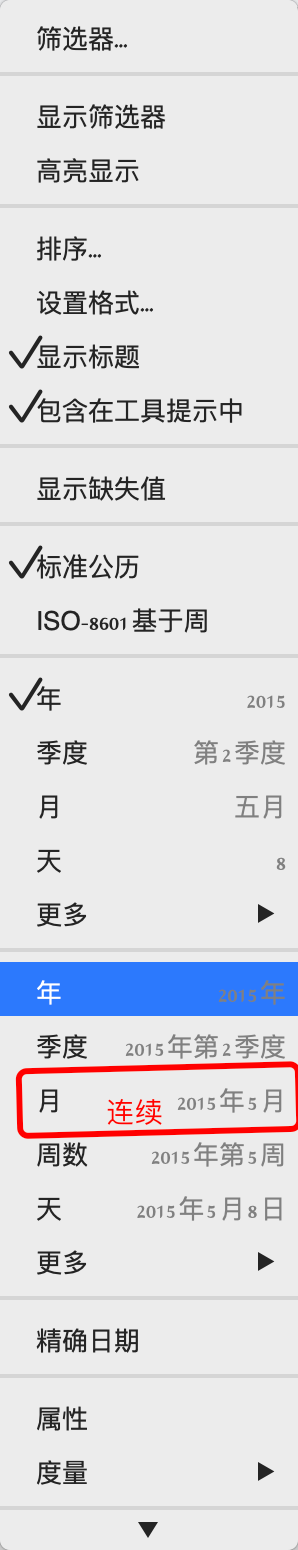 筛选器...
显示筛选器
高亮显示
排序...
设置格式...
显示标题
包含在工具提示中
显示缺失值
标准公历
ISO-8601 基于周
年 2015
季度 第 2 季度
月 五月
天 8
更多
年 2015 年
季度 2015 年第 2 季度
月 连续 2015 年 5 月
周数 2015 年第 5 周
天 2015 年 5 月 8 日
更多
精确日期
属性
度量